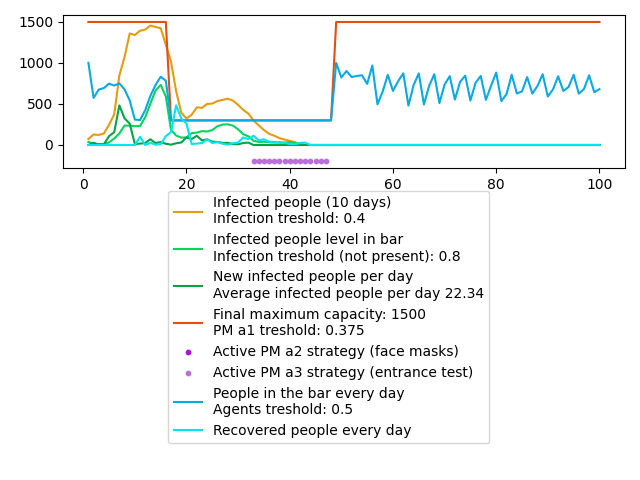 1500
1000
500
0
0
20
40
60
80
100
Infected people (10 days)
Infection treshold: 0.4
Infected people level in bar
Infection treshold (not present): 0.8
New infected people per day
Average infected people per day 22.34
Final maximum capacity: 1500
PM a1 treshold: 0.375
Active PM a2 strategy (face masks)
Active PM a3 strategy (entrance test)
People in the bar every day
Agents treshold: 0.5
Recovered people every day